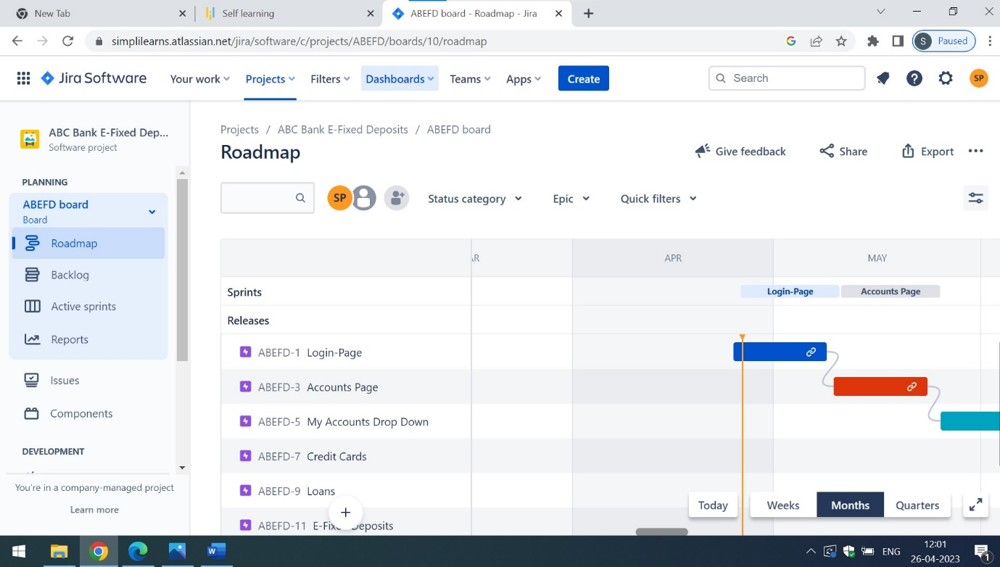 New Tab
Self learning
ABEFD board - Roadmap - Jira
simplilearns.atlassian.net/jira/software/c/projects/ABEFD/boards/10/roadmap
S Paused
Jira Software
Your work
Projects
Filters
Dashboards
Teams
Apps
Create
Search
SP
ABC Bank E-Fixed Dep...
Software project
PLANNING
ABEFD board
Board
Roadmap
Backlog
Active sprints
Reports
Issues
Components
DEVELOPMENT
You're in a company-managed project
Learn more
Projects / ABC Bank E-Fixed Deposits / ABEFD board
Roadmap
Give feedback
Share
Export
SP
Status category
Epic
Quick filters
APR
MAY
Sprints
Login-Page
Accounts Page
Releases
ABEFD-1 Login-Page
ABEFD-3 Accounts Page
ABEFD-5 My Accounts Drop Down
ABEFD-7 Credit Cards
ABEFD-9 Loans
ABEFD-11 E-Fixed Deposits
Today
Weeks
Months
Quarters
ENG
12:01
26-04-2023
1